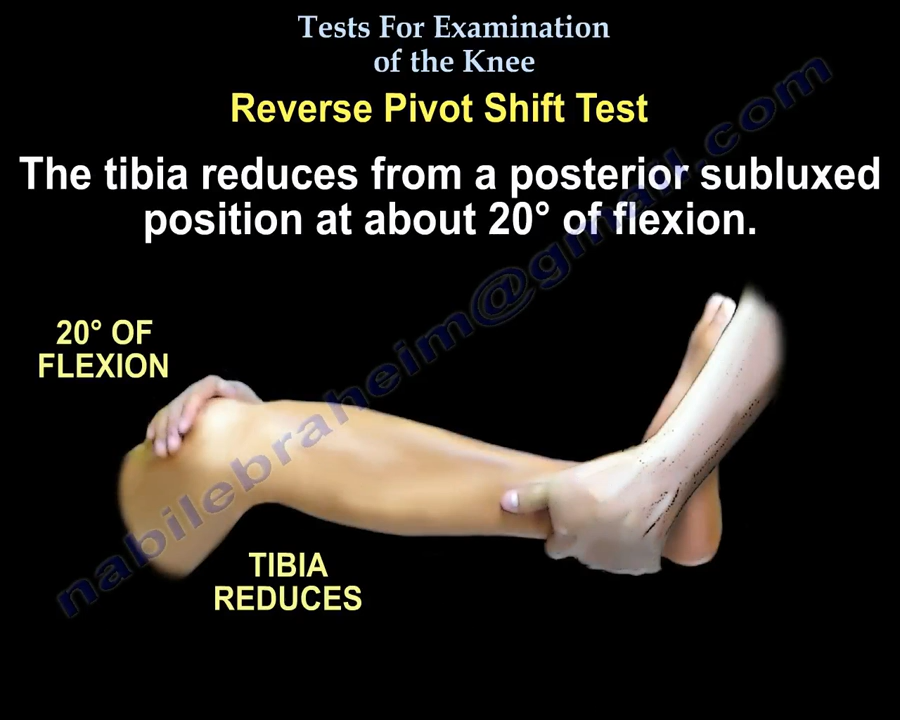 Tests For Examination
of the Knee
Reverse Pivot Shift Test
The tibia reduces from a posterior subluxed
position at about 20° of flexion.
20° OF
FLEXION
TIBIA
REDUCES
nabilebraheim@gmail.com